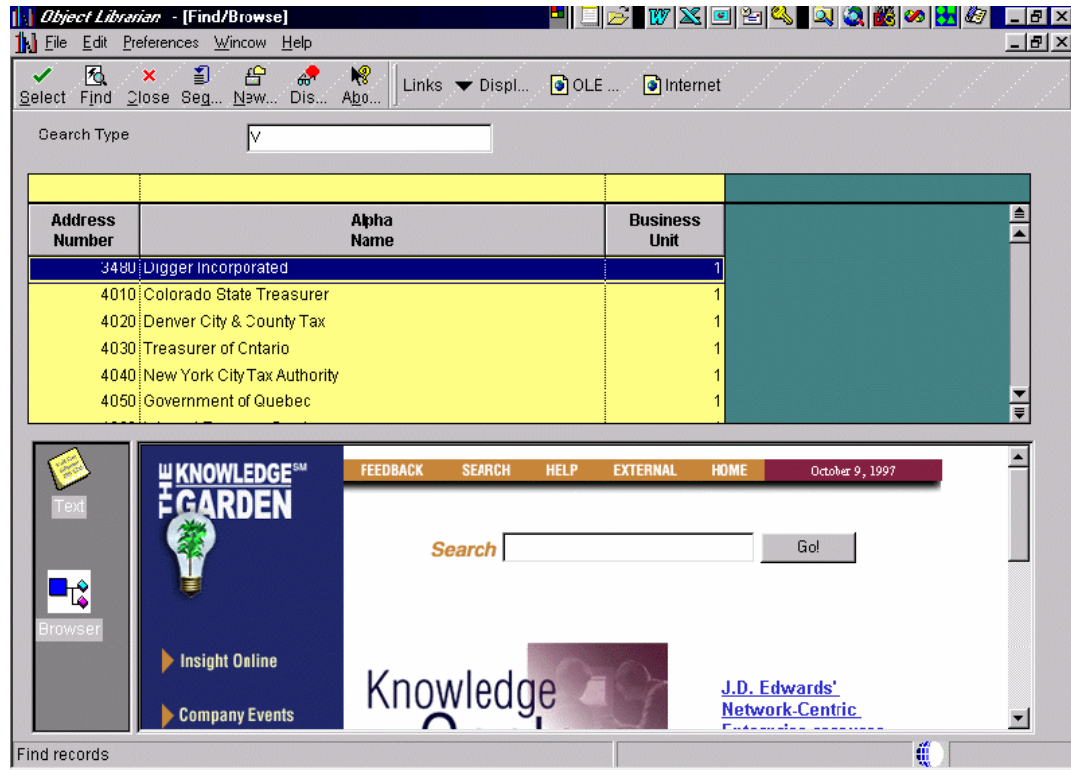 Object Librarian - [Find/Browse]
File Edit Preferences Wincow Help
Select Find Close Seq... New... Dis... Abo... Links Displ... OLE ... Internet
Search Type V
Address Number Alpha Name Business Unit
3480 Digger Incorporated 1
4010 Colorado State Treasurer 1
4020 Denver City & County Tax 1
4030 Treasurer of Ontario 1
4040 New York City Tax Authority 1
4050 Government of Quebec 1
Text
Browser
THE KNOWLEDGE GARDEN SM
FEEDBACK SEARCH HELP EXTERNAL HOME October 9, 1997
Search Go!
Insight Online
Company Events
Knowledge
J.D. Edwards'
Network-Centric
Find records